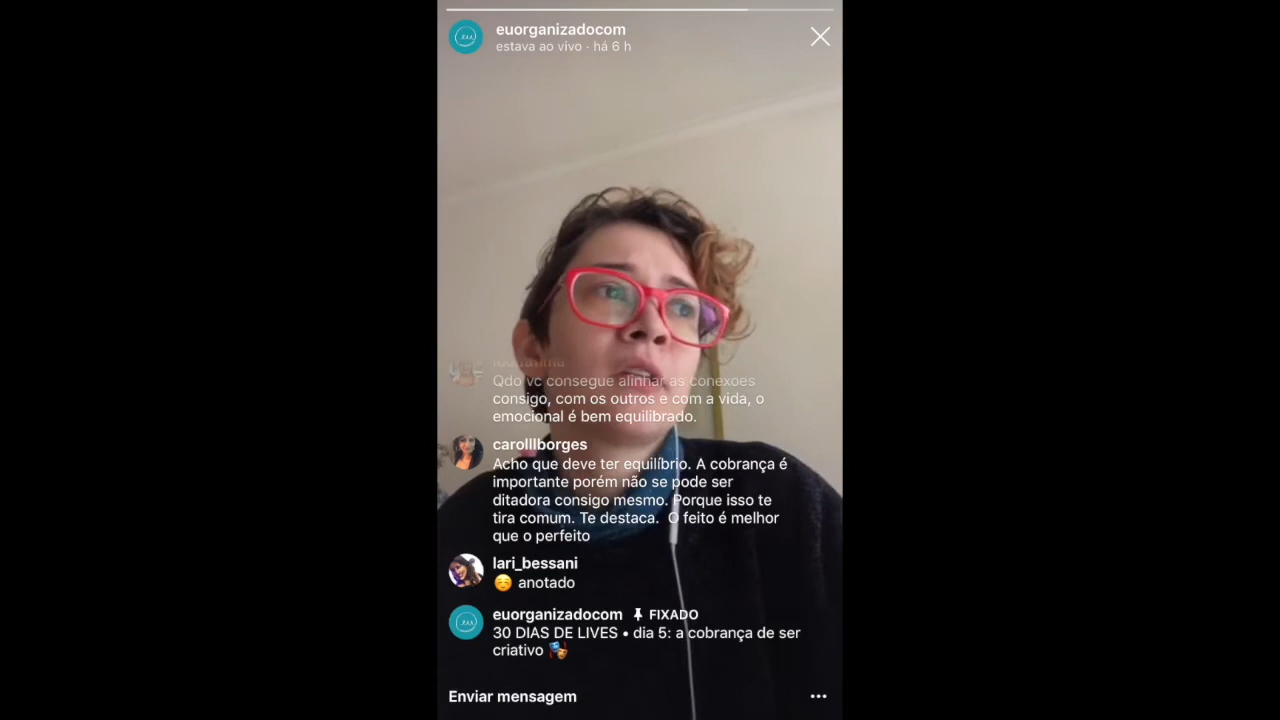 euorganizadocom
estava ao vivo · há 6 h
Qdo vc consegue alinhar as conexoes
consigo, com os outros e com a vida, o
emocional é bem equilibrado.
carolllborges
Acho que deve ter equilíbrio. A cobrança é
importante porém não se pode ser
ditadora consigo mesmo. Porque isso te
tira comum. Te destaca.  O feito é melhor
que o perfeito
lari_bessani
☺️ anotado
euorganizadocom FIXADO
30 DIAS DE LIVES • dia 5: a cobrança de ser
criativo 🎭
Enviar mensagem